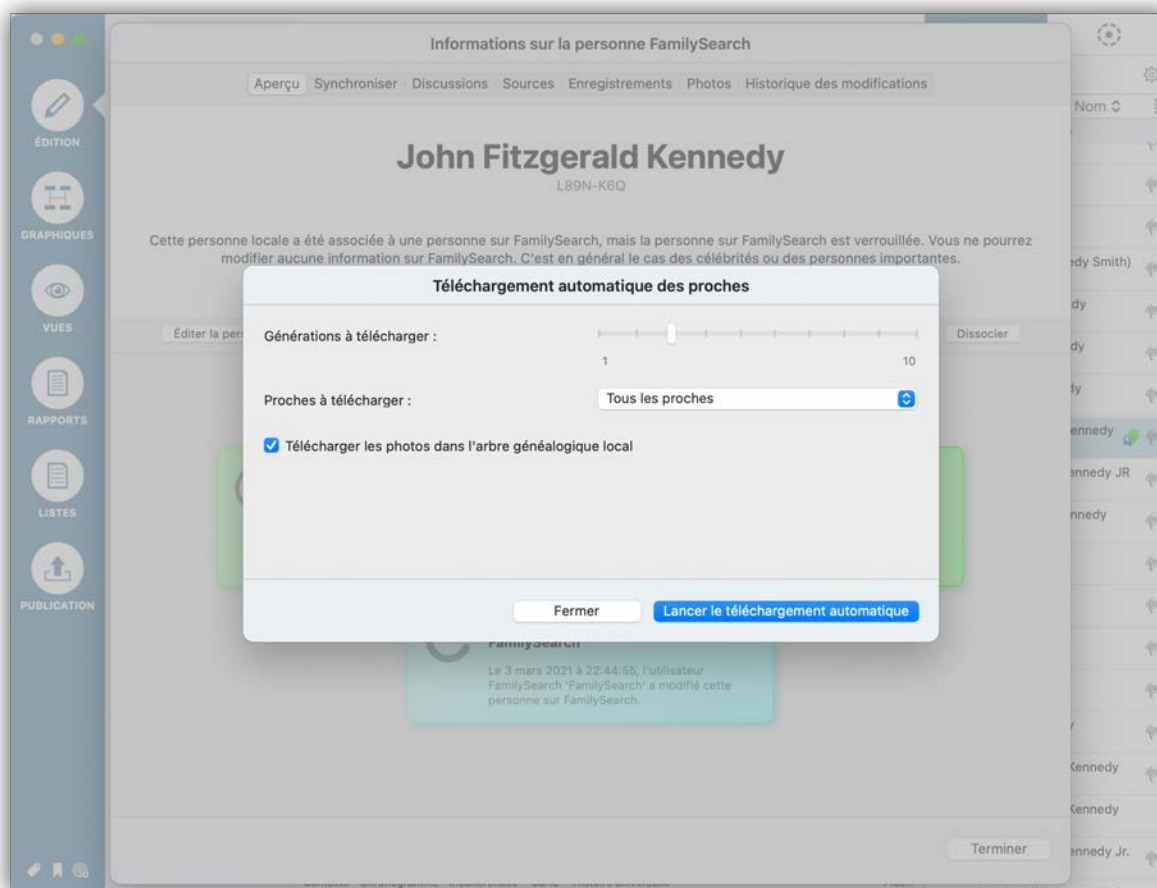 Informations sur la personne FamilySearch
Aperçu Synchroniser Discussions Sources Enregistrements Photos Historique des modifications
Nom
ÉDITION
John Fitzgerald Kennedy
L89N-K6Q
GRAPHIQUES
Cette personne locale a été associée à une personne sur FamilySearch, mais la personne sur FamilySearch est verrouillée. Vous ne pourrez
modifier aucune information sur FamilySearch. C'est en général le cas des célébrités ou des personnes importantes.
edy Smith)
Téléchargement automatique des proches
dy
VUES
Éditer la per
Générations à télécharger :
Dissocier
1
10
dy
Proches à télécharger :
Tous les proches
dy
RAPPORTS
Télécharger les photos dans l'arbre généalogique local
ennedy
ennedy JR
LISTES
nnedy
PUBLICATION
Fermer
Lancer le téléchargement automatique
FamilySearch
Le 3 mars 2021 à 22:44:55, l'utilisateur
FamilySearch 'FamilySearch' a modifié cette
personne sur FamilySearch.
Kennedy
Kennedy
Terminer
ennedy Jr.